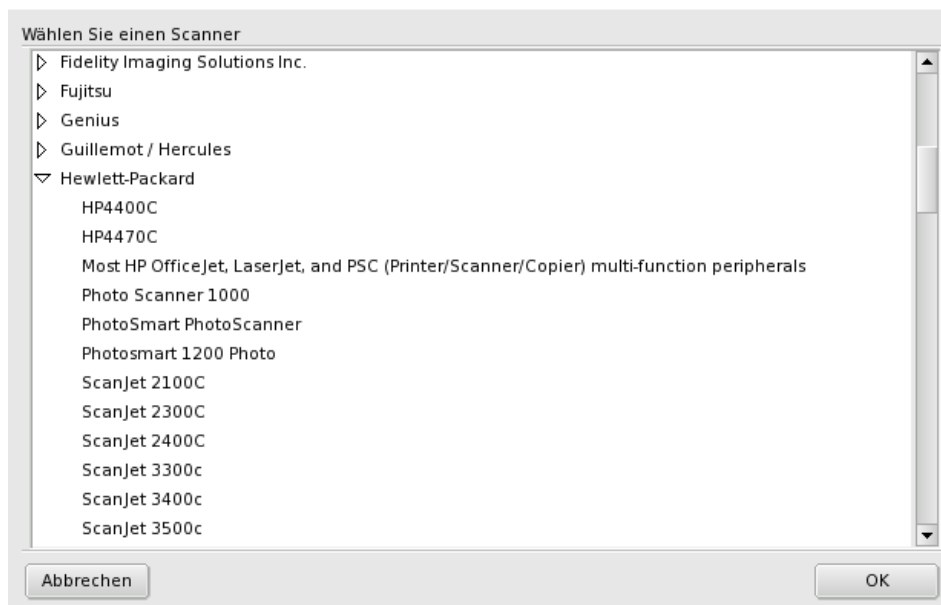 Wählen Sie einen Scanner
Fidelity Imaging Solutions Inc.
Fujitsu
Genius
Guillemot / Hercules
Hewlett-Packard
HP4400C
HP4470C
Most HP OfficeJet, LaserJet, and PSC (Printer/Scanner/Copier) multi-function peripherals
Photo Scanner 1000
PhotoSmart PhotoScanner
Photosmart 1200 Photo
ScanJet 2100C
ScanJet 2300C
ScanJet 2400C
ScanJet 3300c
ScanJet 3400c
ScanJet 3500c
Abbrechen OK